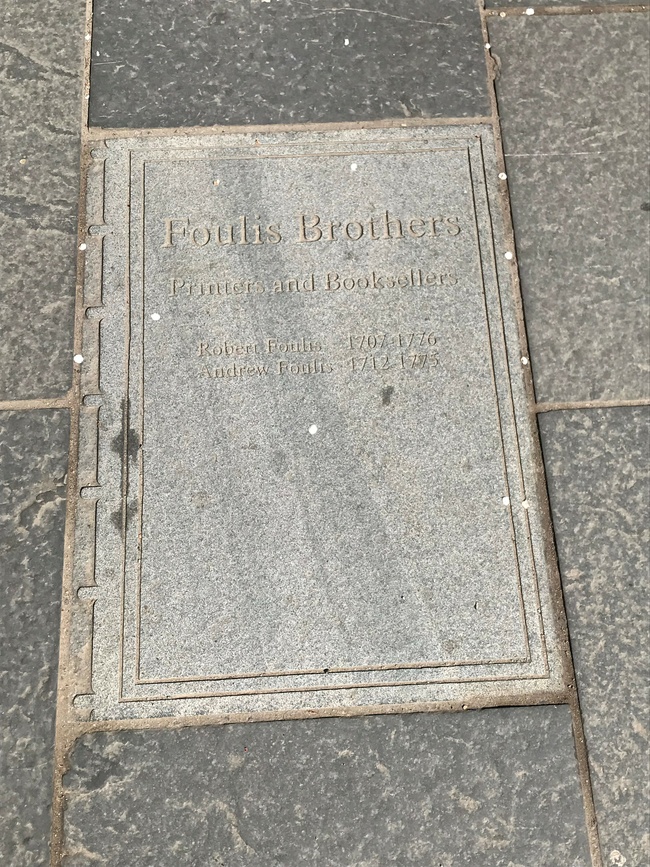 Foulis Brothers
Printers and Booksellers
Robert Foulis 1707-1776
Andrew Foulis 1712-1775